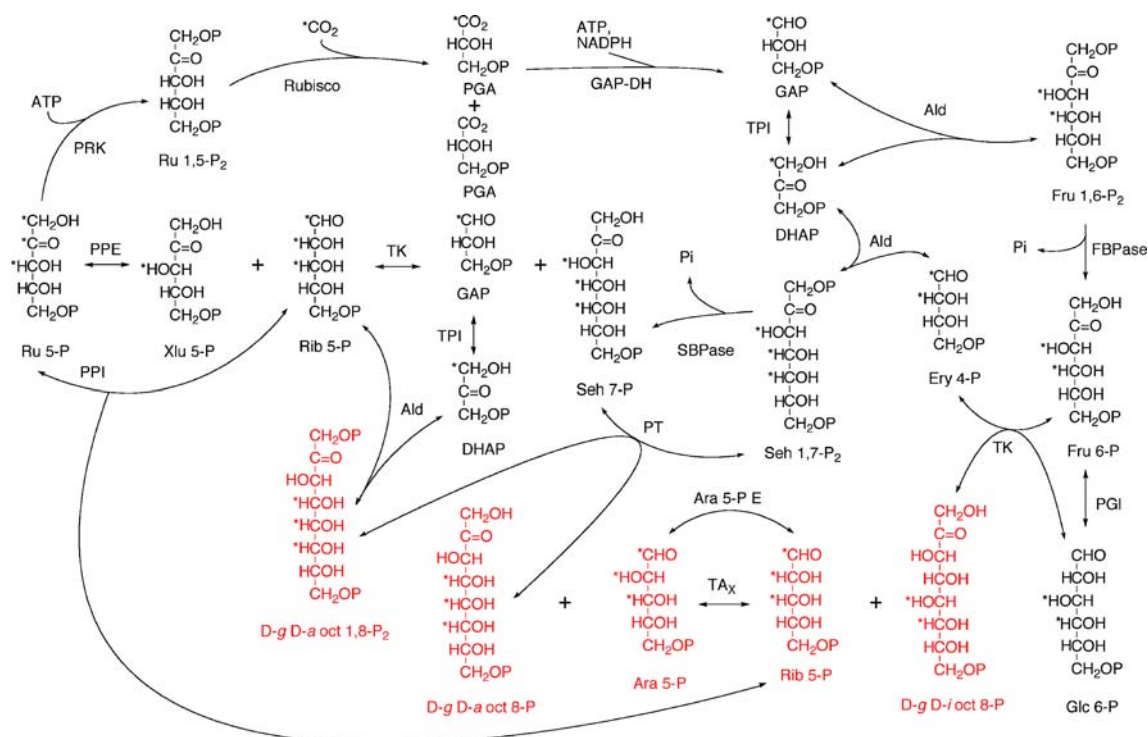 CH₂OP
C=O
HCOH
HCOH
CH₂OP
Ru 1,5-P₂
ATP
PRK
*CO₂
Rubisco
*CO₂
HCOH
CH₂OP
PGA
+
CO₂
HCOH
CH₂OP
PGA
ATP,
NADPH
GAP-DH
*CHO
HCOH
CH₂OP
GAP
TPI
*CH₂OH
C=O
CH₂OP
DHAP
Ald
CH₂OP
C=O
*HOCH
*HCOH
HCOH
CH₂OP
Fru 1,6-P₂
Pi
FBPase
*CH₂OH
*C=O
*HCOH
HCOH
CH₂OP
Ru 5-P
PPE
CH₂OH
C=O
*HOCH
HCOH
CH₂OP
Xlu 5-P
+
*CHO
*HCOH
*HCOH
HCOH
CH₂OP
Rib 5-P
TK
*CHO
HCOH
CH₂OP
GAP
+
CH₂OH
C=O
*HOCH
*HCOH
*HCOH
HCOH
CH₂OP
Seh 7-P
Pi
SBPase
CH₂OP
C=O
*HOCH
*HCOH
*HCOH
HCOH
CH₂OP
Seh 1,7-P₂
Ald
*CHO
*HCOH
HCOH
CH₂OP
Ery 4-P
CH₂OH
C=O
*HOCH
*HCOH
HCOH
CH₂OP
Fru 6-P
PPI
TPI
*CH₂OH
C=O
CH₂OP
DHAP
Ald
PT
TK
PGI
CH₂OP
C=O
HOCH
*HCOH
*HCOH
*HCOH
HCOH
CH₂OP
D-g D-a oct 1,8-P₂
CH₂OH
C=O
HOCH
*HCOH
*HCOH
*HCOH
HCOH
CH₂OP
D-g D-a oct 8-P
+
Ara 5-P E
*CHO
*HOCH
*HCOH
HCOH
CH₂OP
Ara 5-P
TAₓ
*CHO
*HCOH
*HCOH
HCOH
CH₂OP
Rib 5-P
+
CH₂OH
C=O
HOCH
HCOH
*HOCH
*HCOH
HCOH
CH₂OP
D-g D-i oct 8-P
CHO
HCOH
*HOCH
*HCOH
HCOH
CH₂OP
Glc 6-P